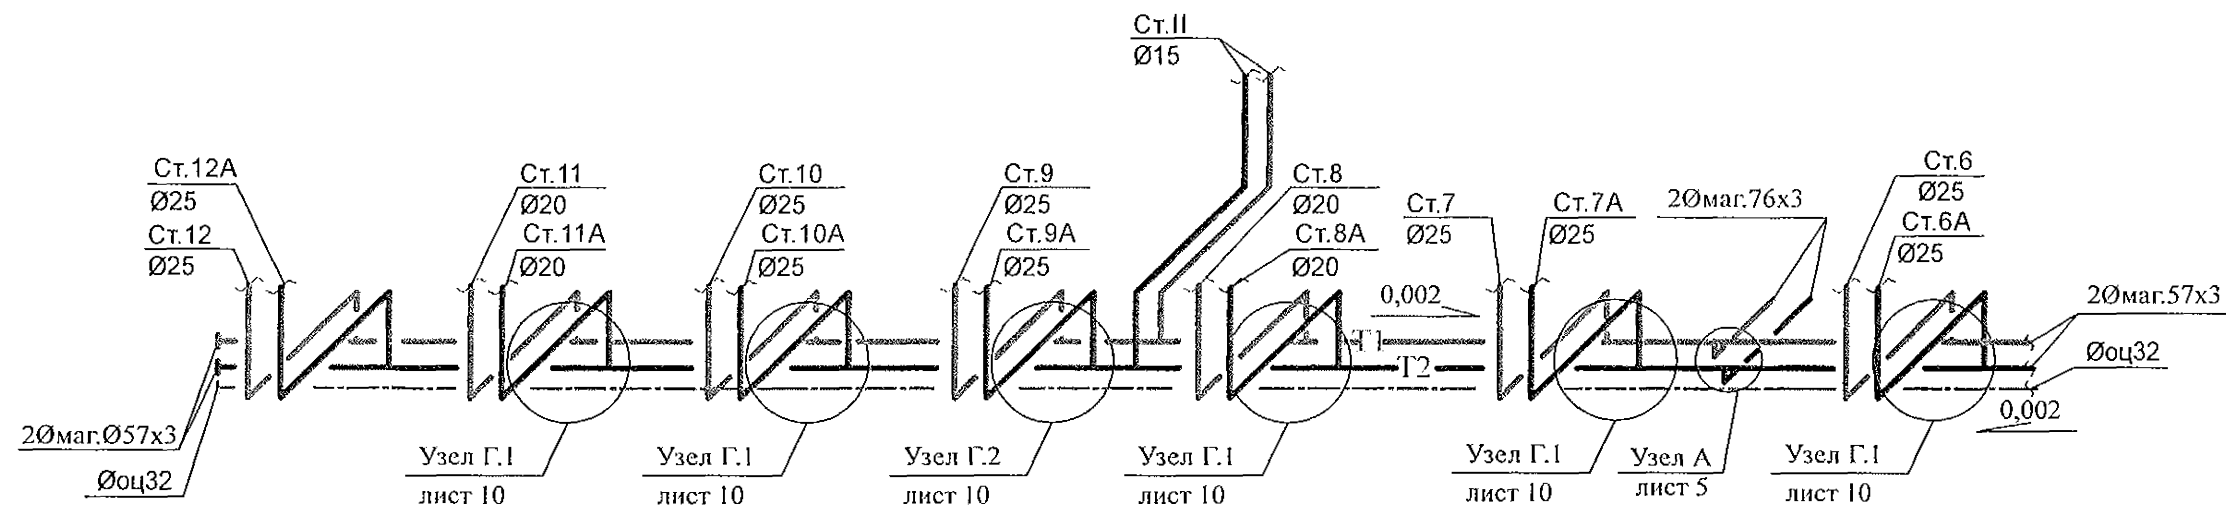 Ст.II
Ø15
Ст.12А
Ø25
Ст.12
Ø25
Ст.11
Ø20
Ст.11А
Ø20
Ст.10
Ø25
Ст.10А
Ø25
Ст.9
Ø25
Ст.9А
Ø25
Ст.8
Ø20
Ст.8А
Ø20
0,002
Т1
Т2
Ст.7
Ø25
Ст.7А
Ø25
2Øмаг.76х3
Ст.6
Ø25
Ст.6А
Ø25
2Øмаг.57х3
Øоц32
0,002
2Øмаг.Ø57х3
Øоц32
Узел Г.1
лист 10
Узел Г.1
лист 10
Узел Г.2
лист 10
Узел Г.1
лист 10
Узел Г.1
лист 10
Узел А
лист 5
Узел Г.1
лист 10